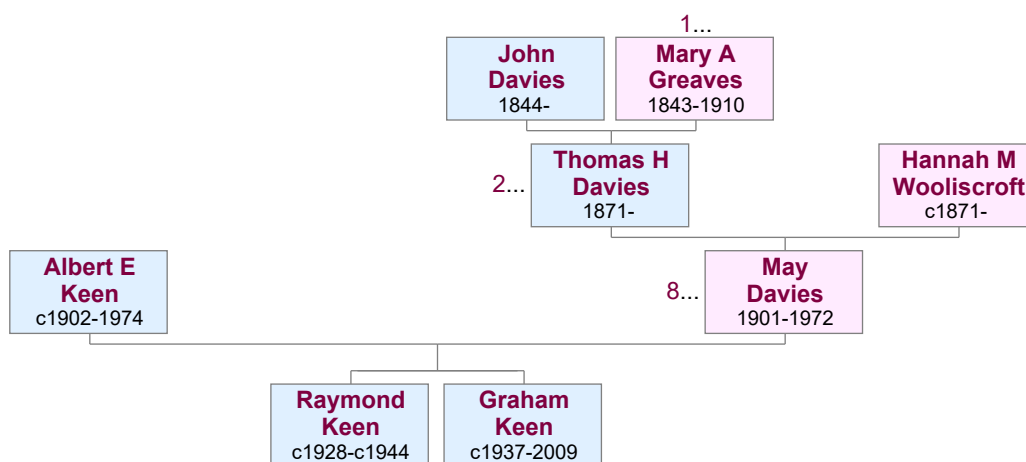 1...
John
Davies
1844-
Mary A
Greaves
1843-1910
2...
Thomas H
Davies
1871-
Hannah M
Wooliscroft
c1871-
Albert E
Keen
c1902-1974
8...
May
Davies
1901-1972
Raymond
Keen
c1928-c1944
Graham
Keen
c1937-2009